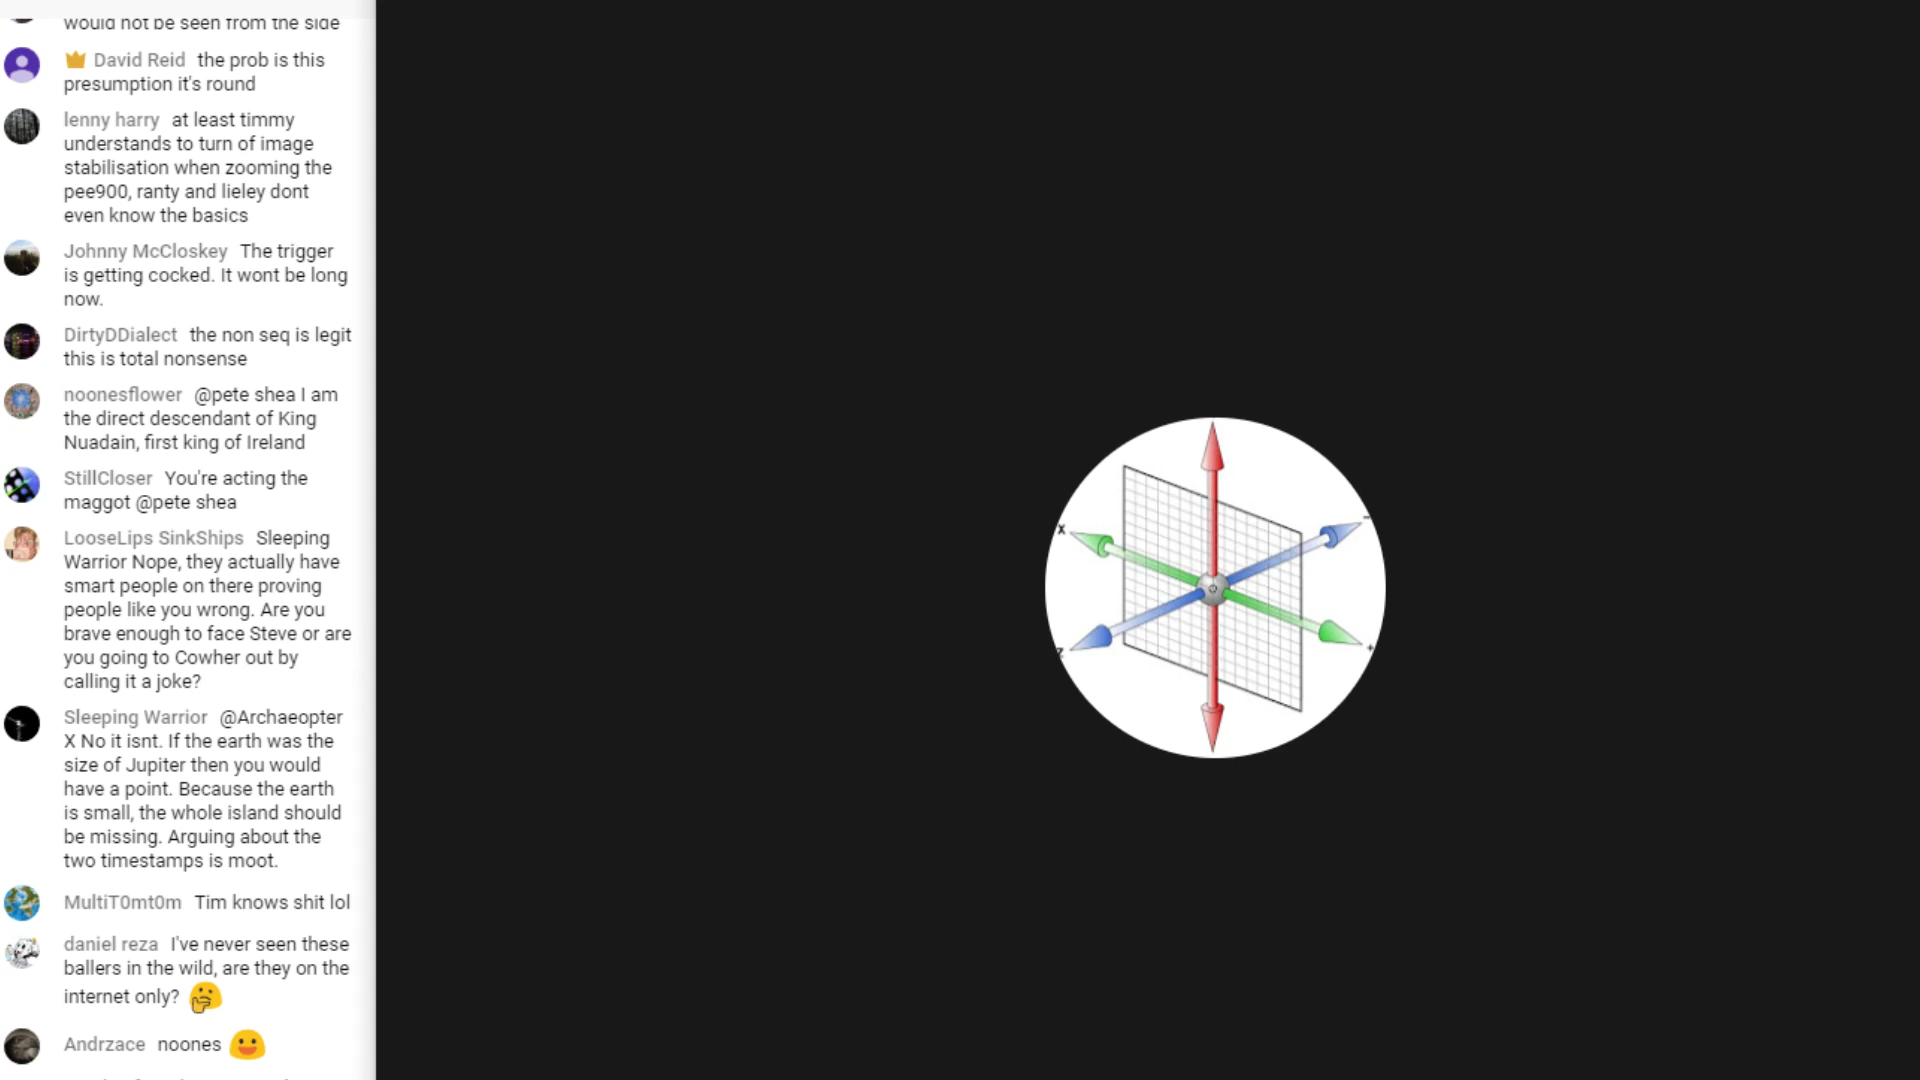 would not be seen from the side
David Reid the prob is this
presumption it's round
lenny harry at least timmy
understands to turn of image
stabilisation when zooming the
pee900, ranty and lieley dont
even know the basics
Johnny McCloskey The trigger
is getting cocked. It wont be long
now.
DirtyDDialect the non seq is legit
this is total nonsense
noonesflower @pete shea I am
the direct descendant of King
Nuadain, first king of Ireland
StillCloser You're acting the
maggot @pete shea
LooseLips SinkShips Sleeping
Warrior Nope, they actually have
smart people on there proving
people like you wrong. Are you
brave enough to face Steve or are
you going to Cowher out by
calling it a joke?
Sleeping Warrior @Archaeopter
X No it isnt. If the earth was the
size of Jupiter then you would
have a point. Because the earth
is small, the whole island should
be missing. Arguing about the
two timestamps is moot.
MultiT0mt0m Tim knows shit lol
daniel reza I've never seen these
ballers in the wild, are they on the
internet only? 🤔
Andrzace noones 😃
x
-
z
+